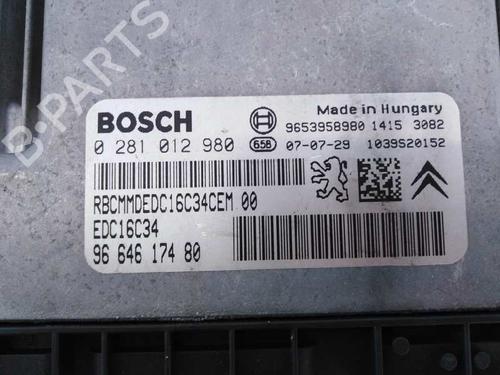 B-Parts
Made in Hungary
BOSCH 9653958980 1415 3082
0 281 012 980 658 07-07-29 1039S20152
RBCMMDEDC16C34CEM 00
EDC16C34
96 646 174 80